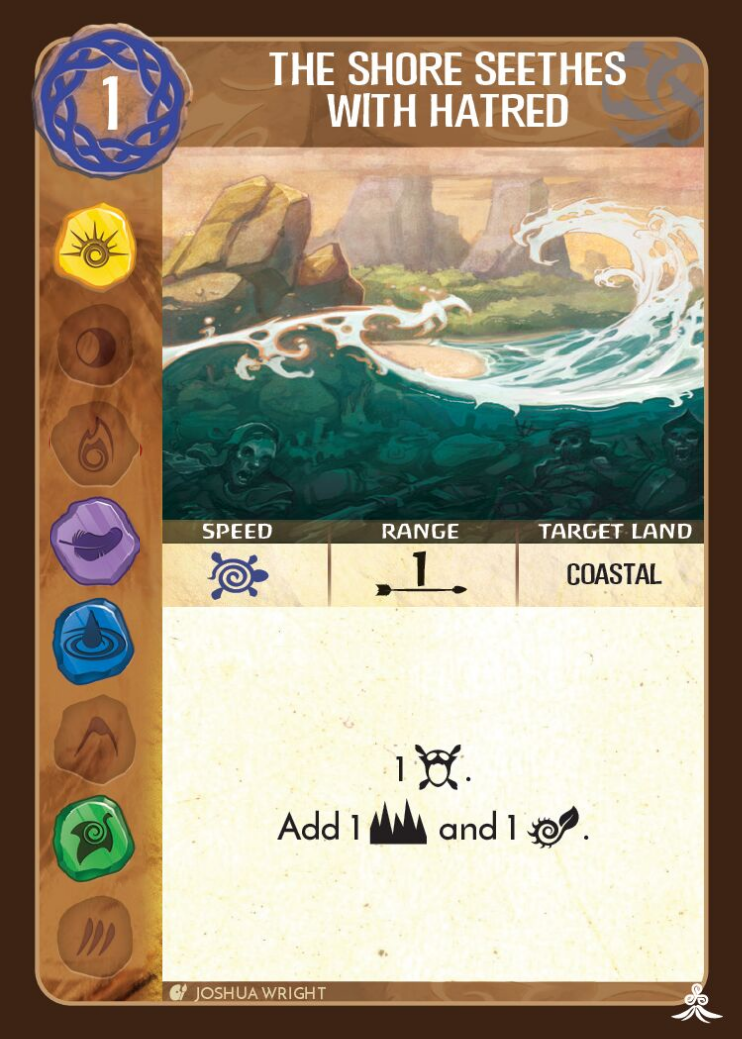 1
THE SHORE SEETHES
WITH HATRED
SPEED
RANGE
TARGET LAND
1
COASTAL
1 .
Add 1 and 1 .
JOSHUA WRIGHT